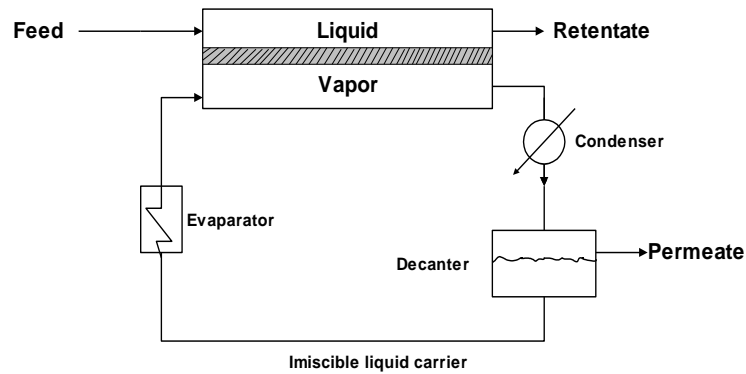 Feed
Liquid
Retentate
Vapor
Condenser
Evaparator
Decanter
Permeate
Imiscible liquid carrier